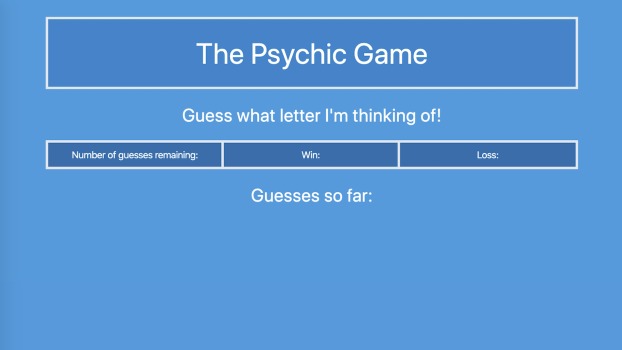 The Psychic Game
Guess what letter I'm thinking of!
Number of guesses remaining:
Win:
Loss:
Guesses so far: